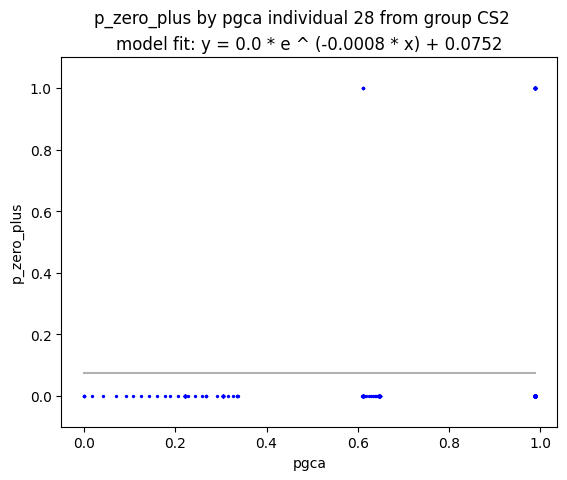 p_zero_plus by pgca individual 28 from group CS2
model fit: y = 0.0 * e ^ (-0.0008 * x) + 0.0752
1.0
0.8
0.6
0.4
0.2
0.0
p_zero_plus
0.0 0.2 0.4 0.6 0.8 1.0
pgca